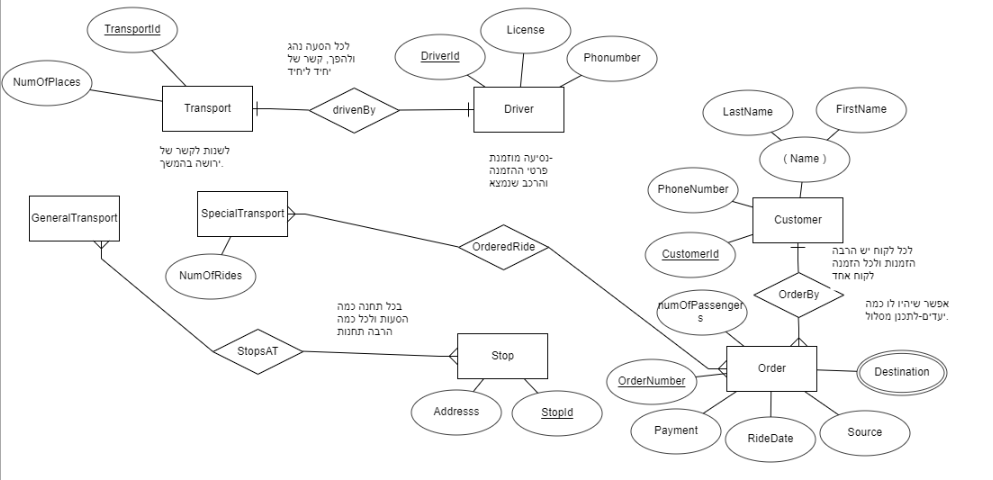 TransportId
NumOfPlaces
Transport
לכל הסעה נהג
ולהפך, קשר של
יחיד ליחיד
drivenBy
DriverId
License
Phonumber
Driver
לשנות לקשר של
ירושה בהמשך.
נסיעה מוזמנת-
פרטי ההזמנה
והרכב שנמצא
LastName
FirstName
( Name )
PhoneNumber
Customer
CustomerId
GeneralTransport
SpecialTransport
NumOfRides
OrderedRide
לכל לקוח יש הרבה
הזמנות ולכל הזמנה
לקוח אחד
OrderBy
אפשר שיהיו לו כמה
יעדים-לתכנן מסלול.
numOfPassenger
s
בכל תחנה כמה
הסעות ולכל כמה
הרבה תחנות
StopsAT
Stop
Addresss
StopId
Order
OrderNumber
Destination
Payment
RideDate
Source